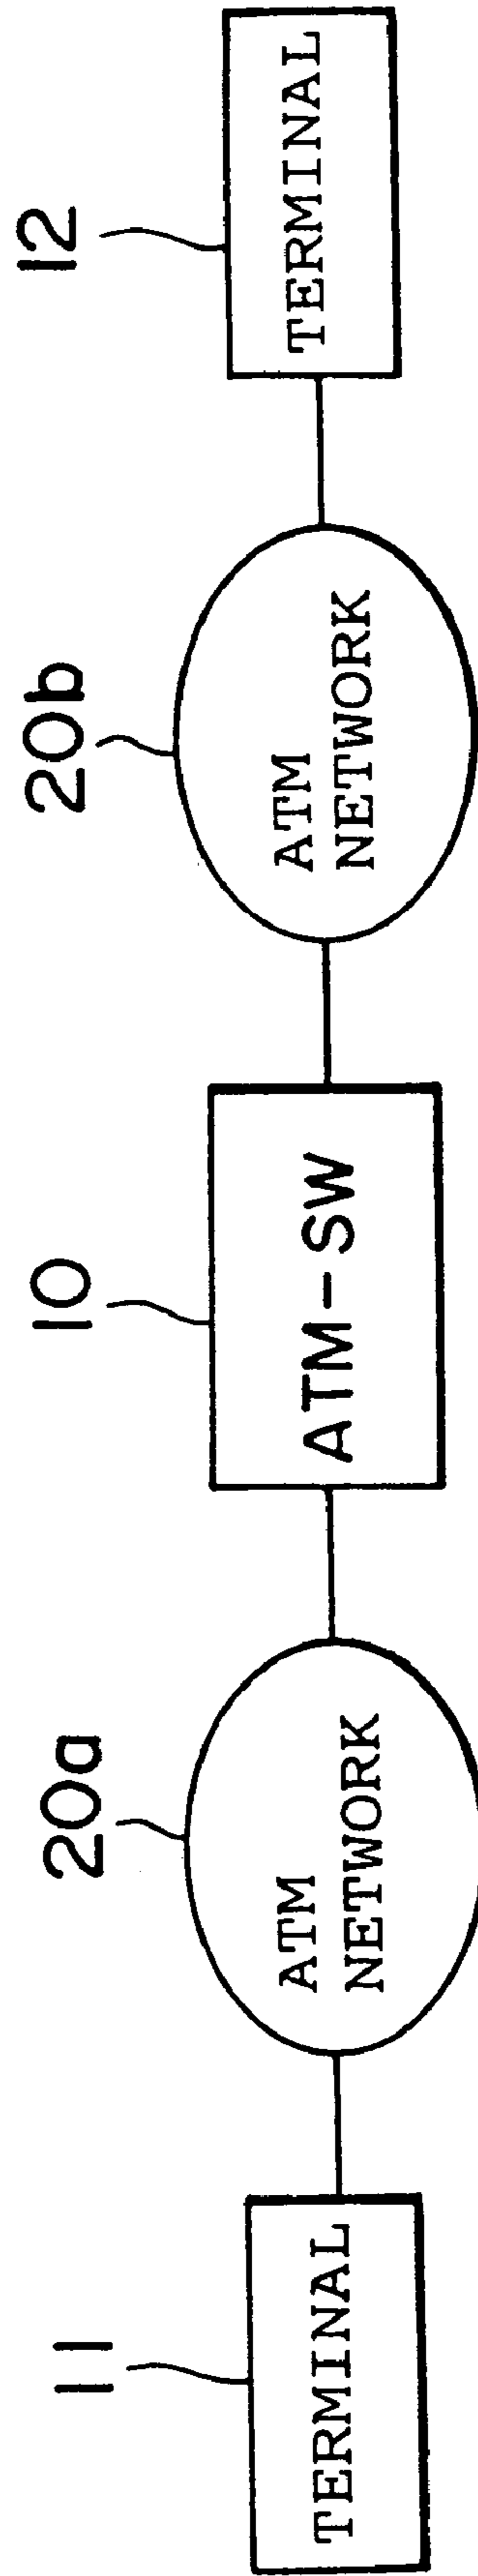 11
20a
10
20b
12
TERMINAL
ATM
NETWORK
ATM-SW
ATM
NETWORK
TERMINAL